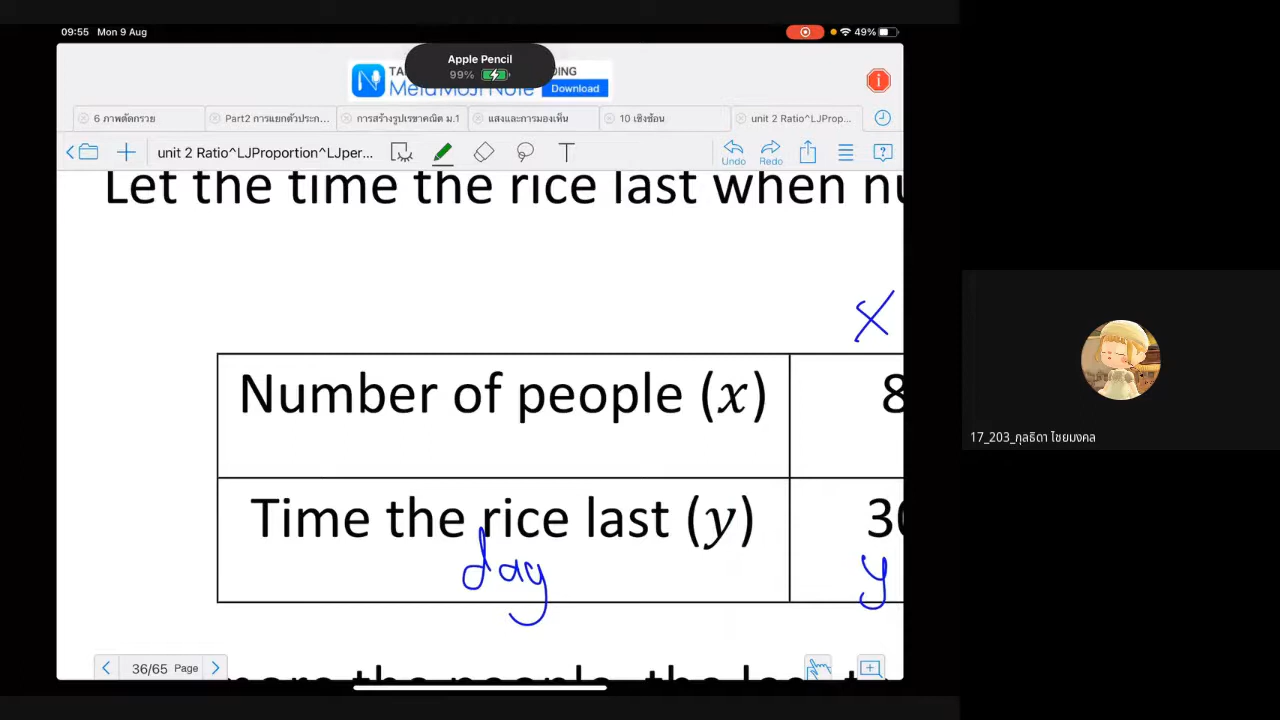 09:55 Mon 9 Aug
49%
Apple Pencil
99%
Download
6 ภาพตัดกรวย
Part2 การแยกตัวประก...
การสร้างรูปเรขาคณิต ม.1
แสงและการมองเห็น
10 เชิงซ้อน
unit 2 Ratio^LJPropo...
unit 2 Ratio^LJProportion^LJper...
T
Undo
Redo
Let the time the rice last when nu
x
Number of people (x)
8
Time the rice last (y)
30
day
y
36/65 Page
more the people, the les
17_203_กุลธิดา ไชยมงคล